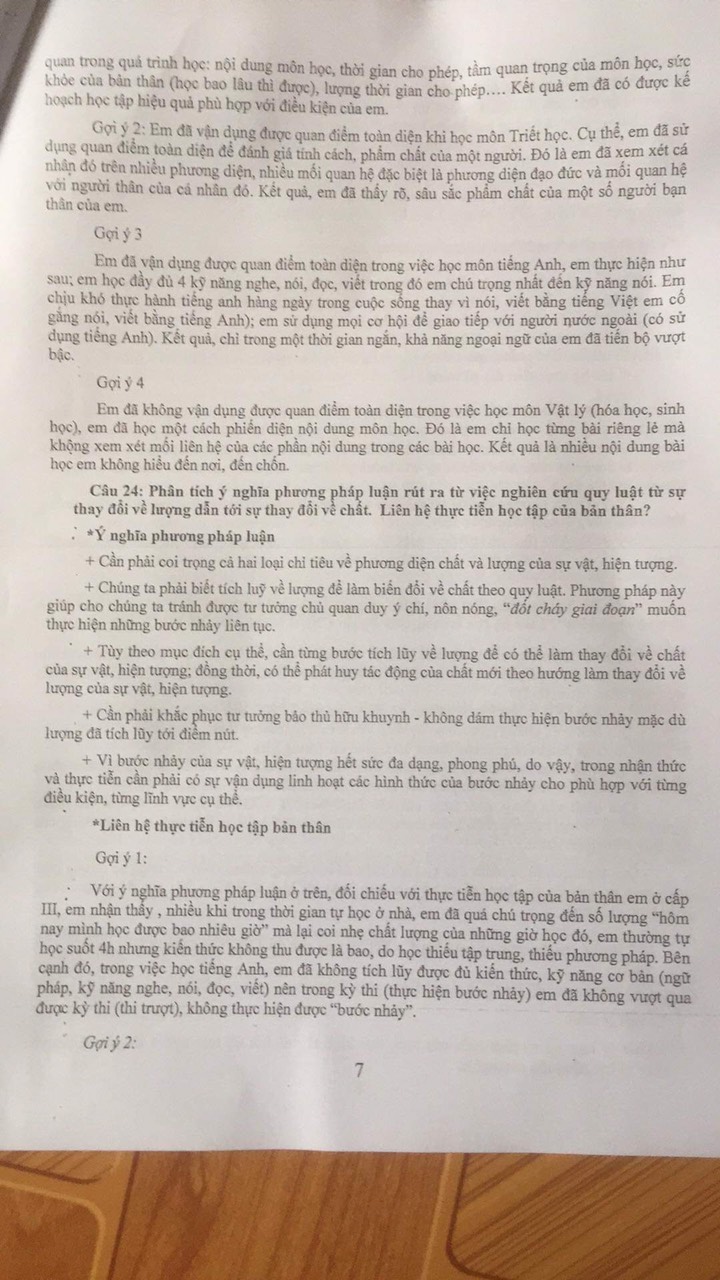 quan trong quá trình học: nội dung môn học, thời gian cho phép, tầm quan trọng của môn học, sức
khỏe của bản thân (học bao lâu thì được), lượng thời gian cho phép.... Kết quả em đã có được kế
hoạch học tập hiệu quả phù hợp với điều kiện của em.
Gợi ý 2: Em đã vận dụng được quan điểm toàn diện khi học môn Triết học. Cụ thể, em đã sử
dụng quan điểm toàn diện để đánh giá tính cách, phẩm chất của một người. Đó là em đã xem xét cá
nhân đó trên nhiều phương diện, nhiều mối quan hệ đặc biệt là phương diện đạo đức và mối quan hệ
với người thân của cá nhân đó. Kết quả, em đã thấy rõ, sâu sắc phẩm chất của một số người bạn
thân của em.
Gợi ý 3
Em đã vận dụng được quan điểm toàn diện trong việc học môn tiếng Anh, em thực hiện như
sau; em học đầy đủ 4 kỹ năng nghe, nói, đọc, viết trong đó em chú trọng nhất đến kỹ năng nói. Em
chịu khó thực hành tiếng anh hàng ngày trong cuộc sống thay vì nói, viết bằng tiếng Việt em cố
gắng nói, viết bằng tiếng Anh); em sử dụng mọi cơ hội để giao tiếp với người nước ngoài (có sử
dụng tiếng Anh). Kết quả, chỉ trong một thời gian ngắn, khả năng ngoại ngữ của em đã tiến bộ vượt
bậc.
Gợi ý 4
Em đã không vận dụng được quan điểm toàn diện trong việc học môn Vật lý (hóa học, sinh
học), em đã học một cách phiến diện nội dung môn học. Đó là em chỉ học từng bài riêng lẻ mà
không xem xét mối liên hệ của các phần nội dung trong các bài học. Kết quả là nhiều nội dung bài
học em không hiểu đến nơi, đến chốn.
Câu 24: Phân tích ý nghĩa phương pháp luận rút ra từ việc nghiên cứu quy luật từ sự
thay đổi về lượng dẫn tới sự thay đổi về chất. Liên hệ thực tiễn học tập của bản thân?
*Ý nghĩa phương pháp luận
+ Cần phải coi trọng cả hai loại chỉ tiêu về phương diện chất và lượng của sự vật, hiện tượng.
+ Chúng ta phải biết tích luỹ về lượng để làm biến đổi về chất theo quy luật. Phương pháp này
giúp cho chúng ta tránh được tư tưởng chủ quan duy ý chí, nôn nóng, “đốt cháy giai đoạn” muốn
thực hiện những bước nhảy liên tục.
+ Tùy theo mục đích cụ thể, cần từng bước tích lũy về lượng để có thể làm thay đổi về chất
của sự vật, hiện tượng; đồng thời, có thể phát huy tác động của chất mới theo hướng làm thay đổi về
lượng của sự vật, hiện tượng.
+ Cần phải khắc phục tư tưởng bảo thủ hữu khuynh - không dám thực hiện bước nhảy mặc dù
lượng đã tích lũy tới điểm nút.
+ Vì bước nhảy của sự vật, hiện tượng hết sức đa dạng, phong phú, do vậy, trong nhận thức
và thực tiễn cần phải có sự vận dụng linh hoạt các hình thức của bước nhảy cho phù hợp với từng
điều kiện, từng lĩnh vực cụ thể.
*Liên hệ thực tiễn học tập bản thân
Gợi ý 1:
Với ý nghĩa phương pháp luận ở trên, đối chiếu với thực tiễn học tập của bản thân em ở cấp
III, em nhận thấy , nhiều khi trong thời gian tự học ở nhà, em đã quá chú trọng đến số lượng “hôm
nay mình học được bao nhiêu giờ” mà lại coi nhẹ chất lượng của những giờ học đó, em thường tự
học suốt 4h nhưng kiến thức không thu được là bao, do học thiếu tập trung, thiếu phương pháp. Bên
cạnh đó, trong việc học tiếng Anh, em đã không tích lũy được đủ kiến thức, kỹ năng cơ bản (ngữ
pháp, kỹ năng nghe, nói, đọc, viết) nên trong kỳ thi (thực hiện bước nhảy) em đã không vượt qua
được kỳ thi (thi trượt), không thực hiện được “bước nhảy”.
Gợi ý 2:
7